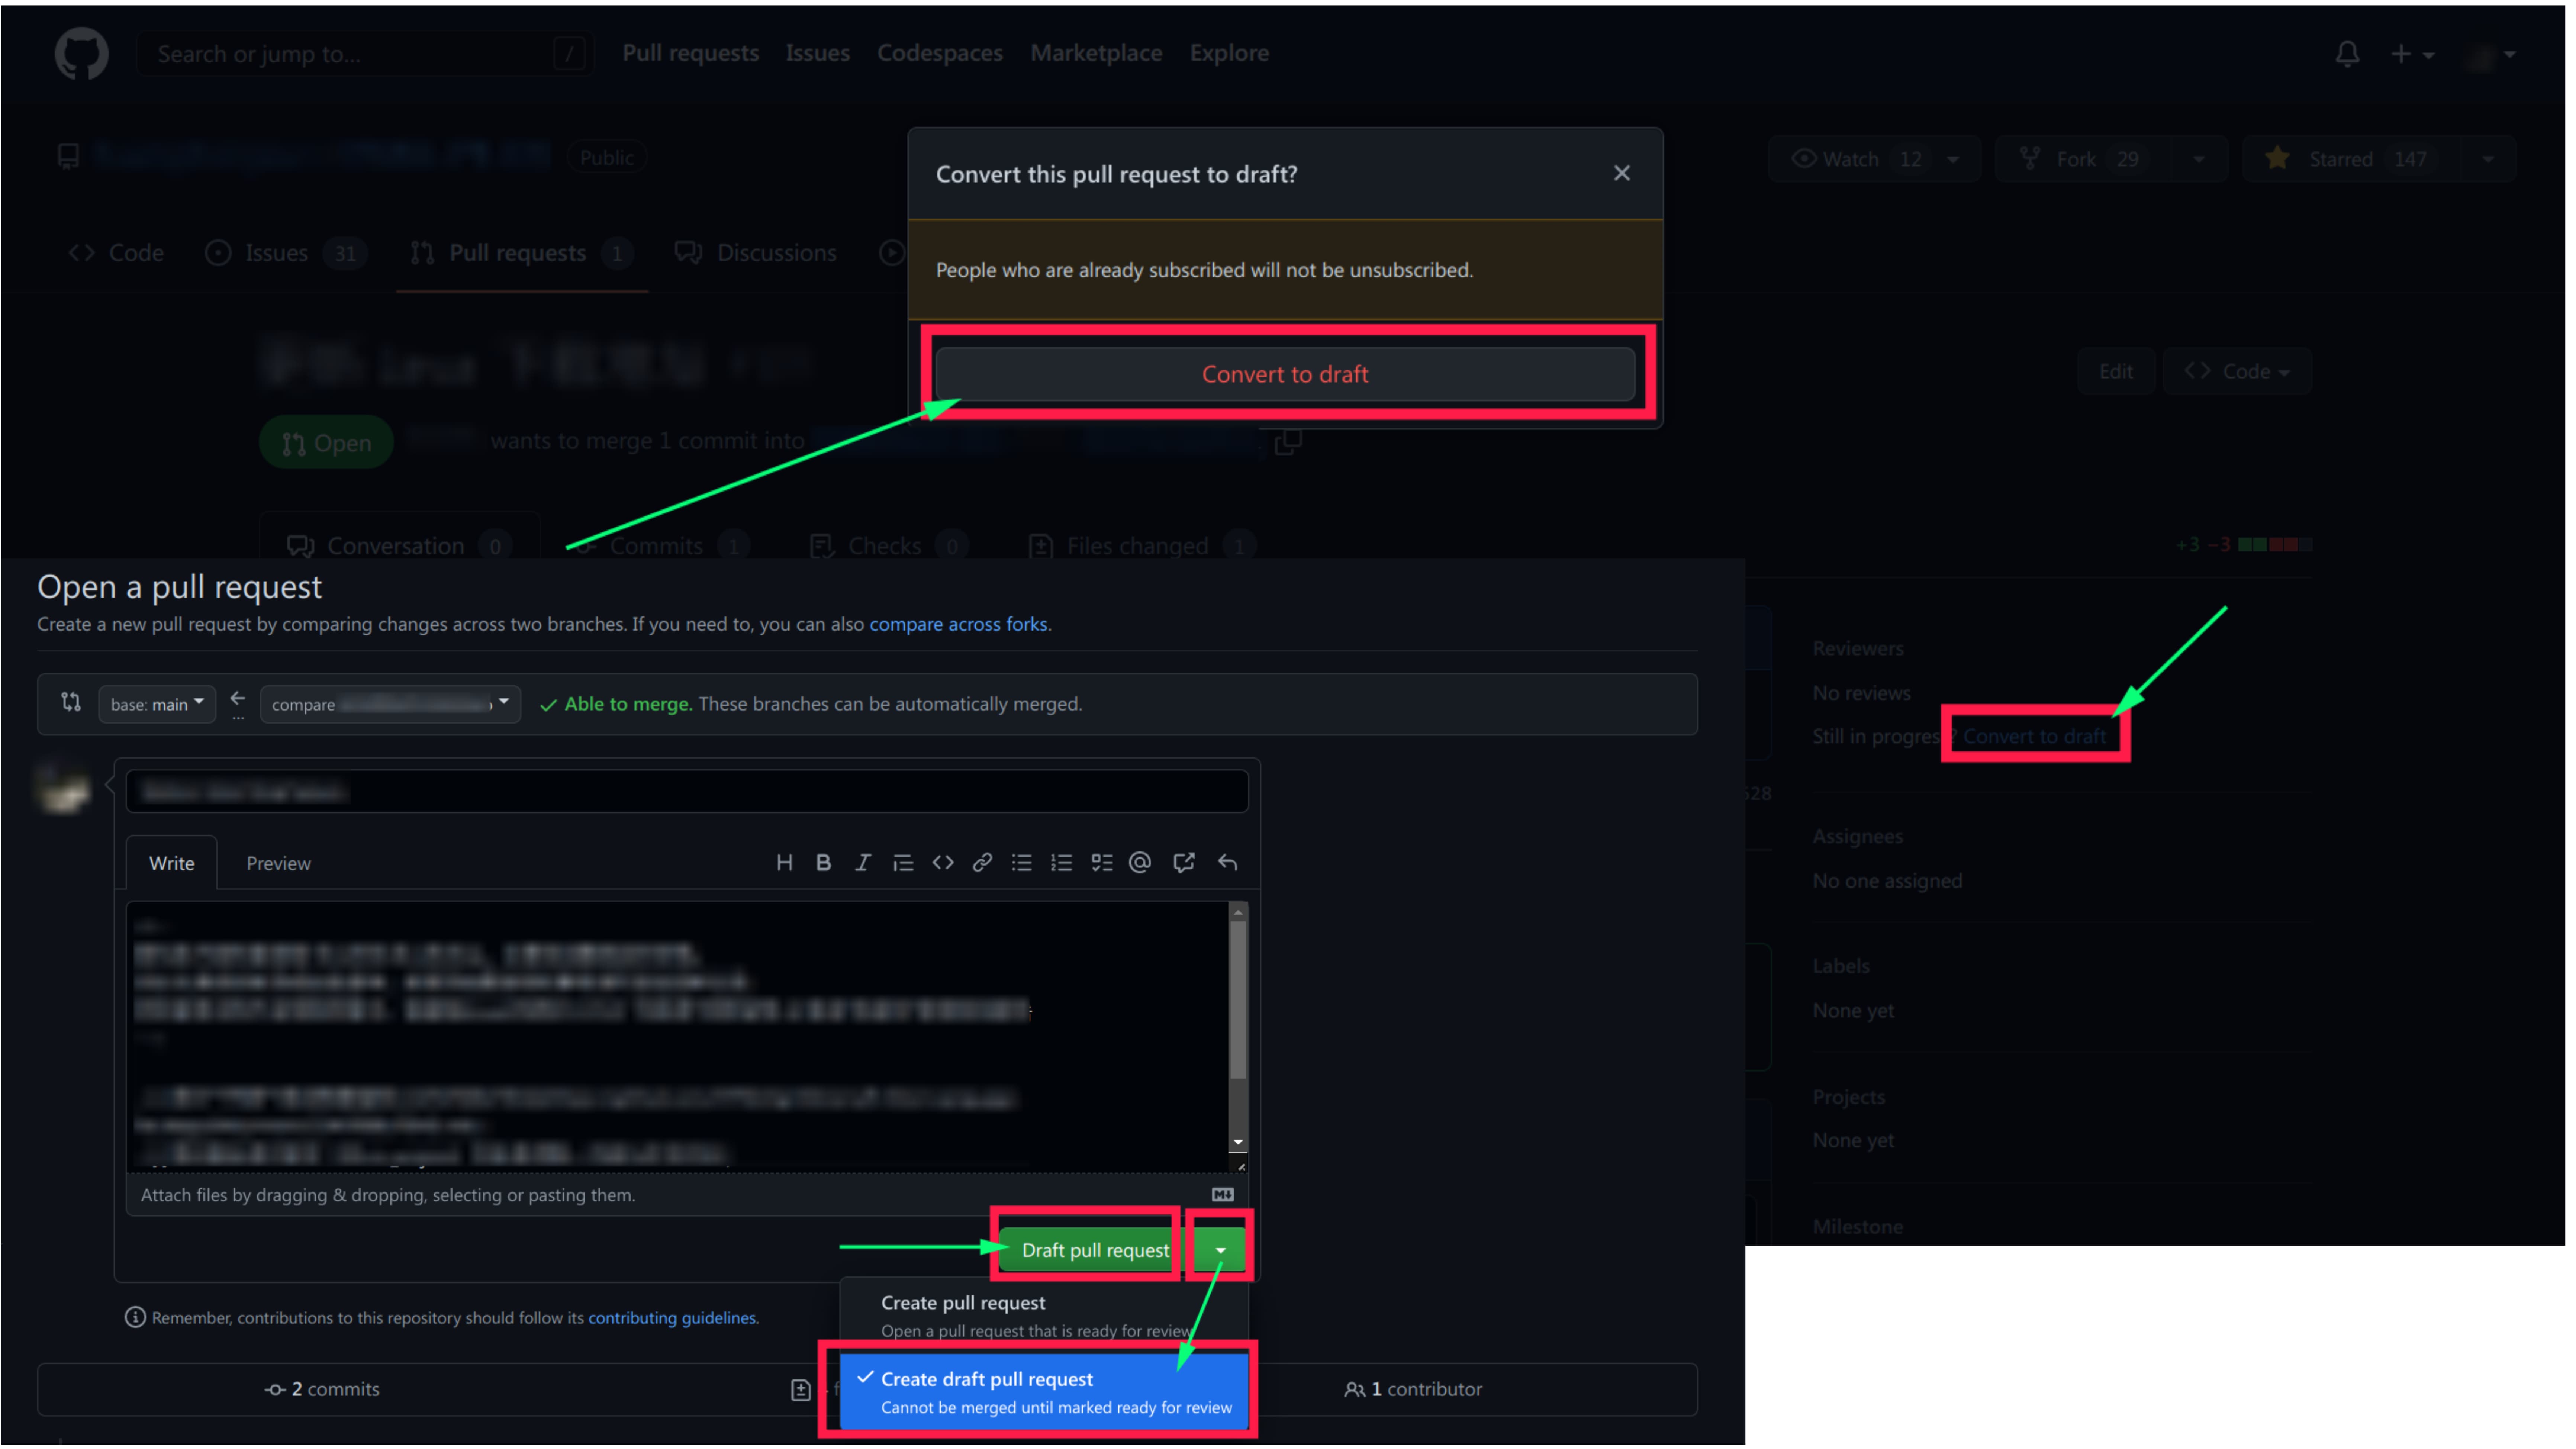 Search or jump to...
/
Pull requests
Issues
Codespaces
Marketplace
Explore
Public
Watch 12
Fork 29
Starred 147
Code
Issues 31
Pull requests 1
Discussions
Convert this pull request to draft?
People who are already subscribed will not be unsubscribed.
Convert to draft
Edit
Code
Open
wants to merge 1 commit into
Conversation 0
Commits 1
Checks 0
Files changed 1
+3 −3
Reviewers
No reviews
Still in progres ? Convert to draft
528
Assignees
No one assigned
Labels
None yet
Projects
None yet
Milestone
Open a pull request
Create a new pull request by comparing changes across two branches. If you need to, you can also compare across forks.
base: main
compare
Able to merge. These branches can be automatically merged.
Write
Preview
Attach files by dragging & dropping, selecting or pasting them.
Draft pull request
Create pull request
Open a pull request that is ready for review
Create draft pull request
Cannot be merged until marked ready for review
Remember, contributions to this repository should follow its contributing guidelines.
2 commits
1 contributor